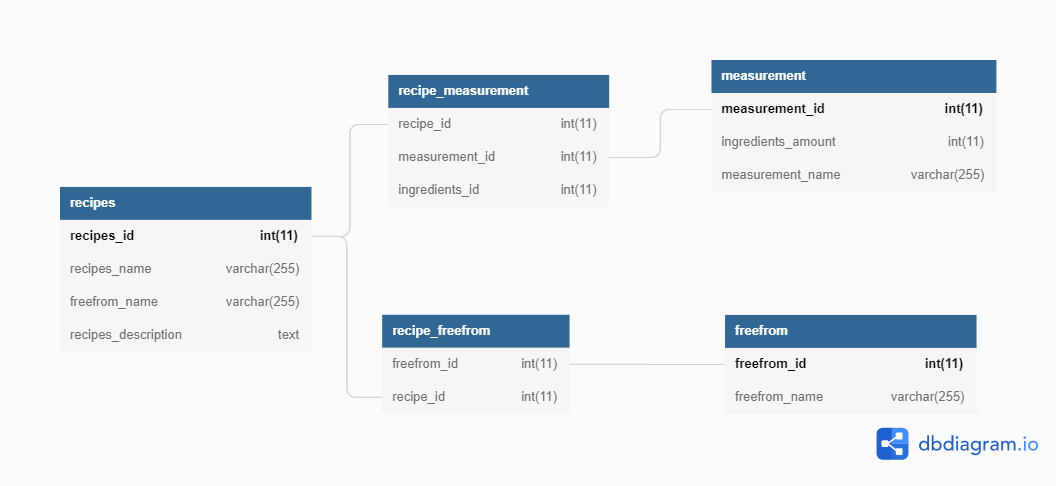 recipes
recipes_id int(11)
recipes_name varchar(255)
freefrom_name varchar(255)
recipes_description text
recipe_measurement
recipe_id int(11)
measurement_id int(11)
ingredients_id int(11)
measurement
measurement_id int(11)
ingredients_amount int(11)
measurement_name varchar(255)
recipe_freefrom
freefrom_id int(11)
recipe_id int(11)
freefrom
freefrom_id int(11)
freefrom_name varchar(255)
dbdiagram.io